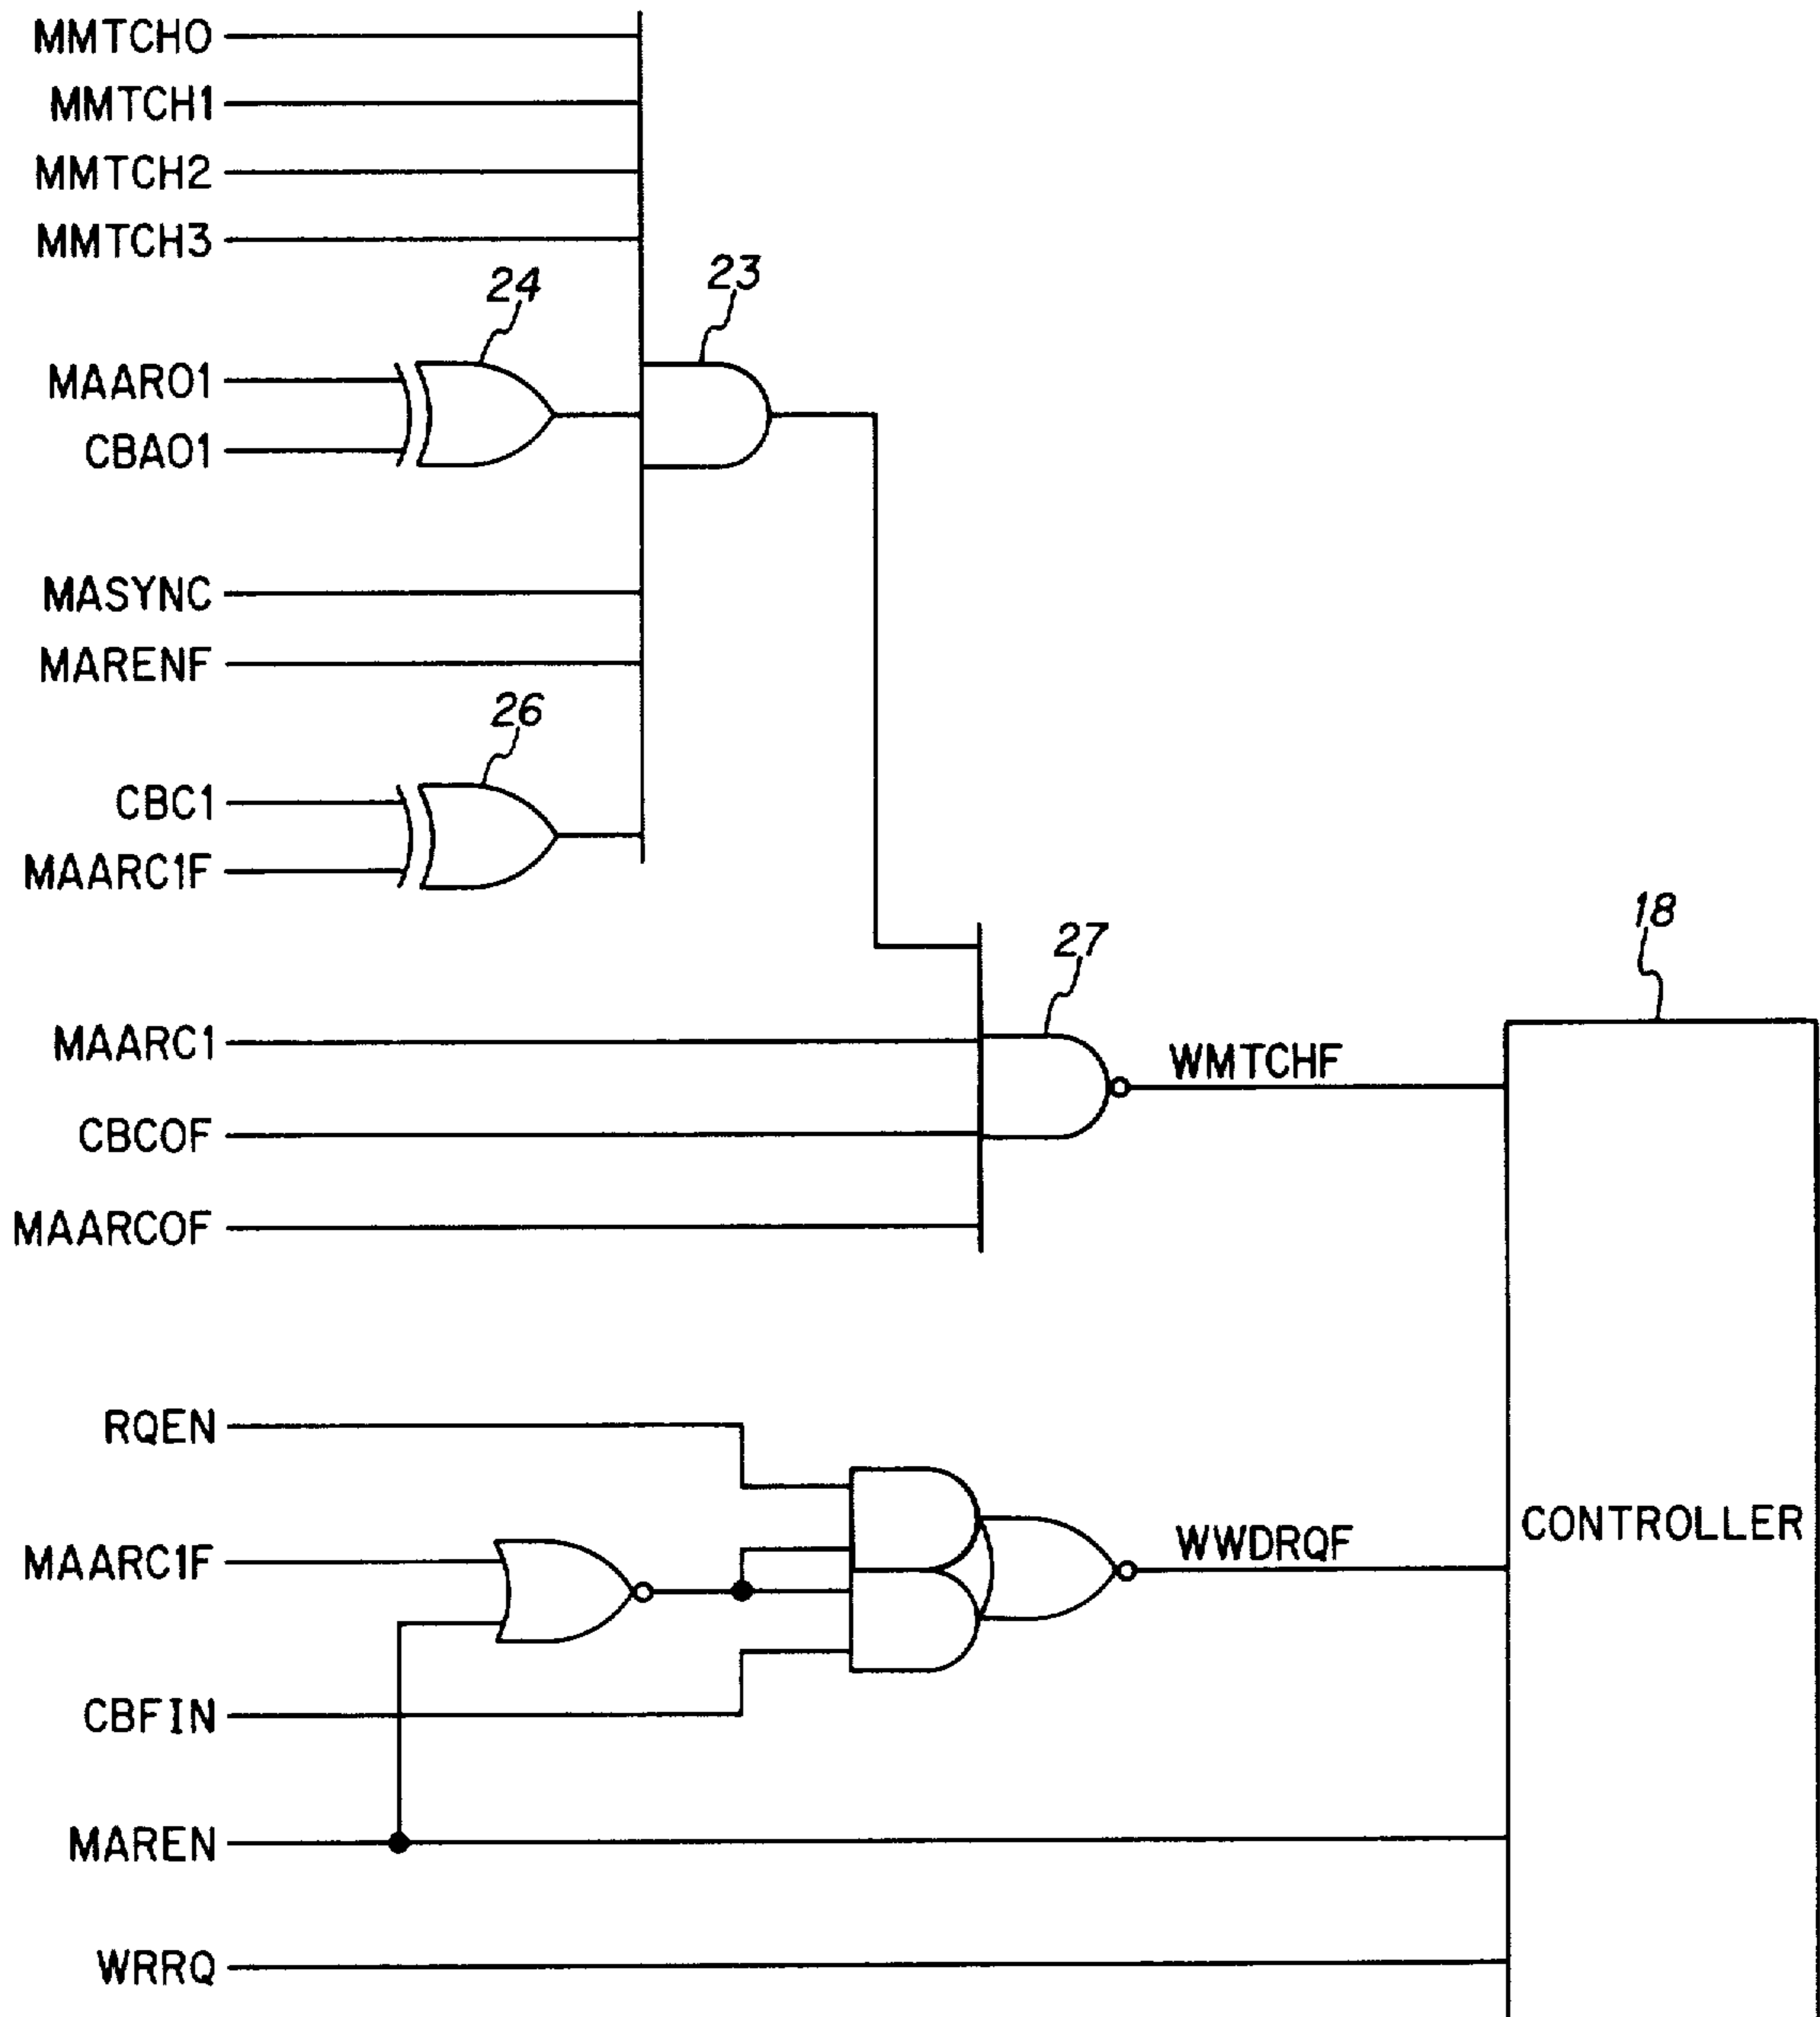 MMTCH0
MMTCH1
MMTCH2
MMTCH3
24
23
MAAR01
CBA01
MASYNC
MARENF
26
CBC1
MAARC1F
18
27
MAARC1
WMTCHF
CBC0F
MAARC0F
RQEN
MAARC1F
WWDRQF
CONTROLLER
CBFIN
MAREN
WRRQ